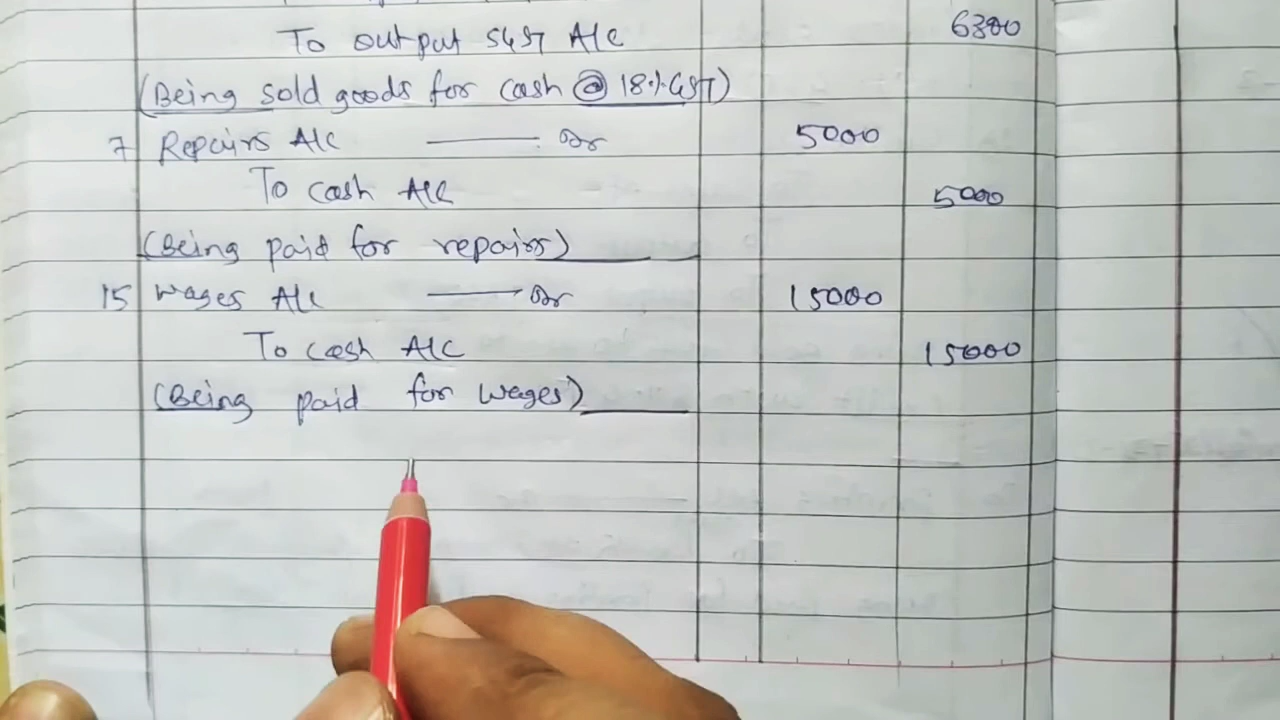 To output SGST A/c 6300
(Being sold goods for cash @ 18% GST)
7 Repairs A/c Dr 5000
To cash A/c 5000
(Being paid for repairs)
15 wages A/c Dr 15000
To cash A/c 15000
(Being paid for wages)